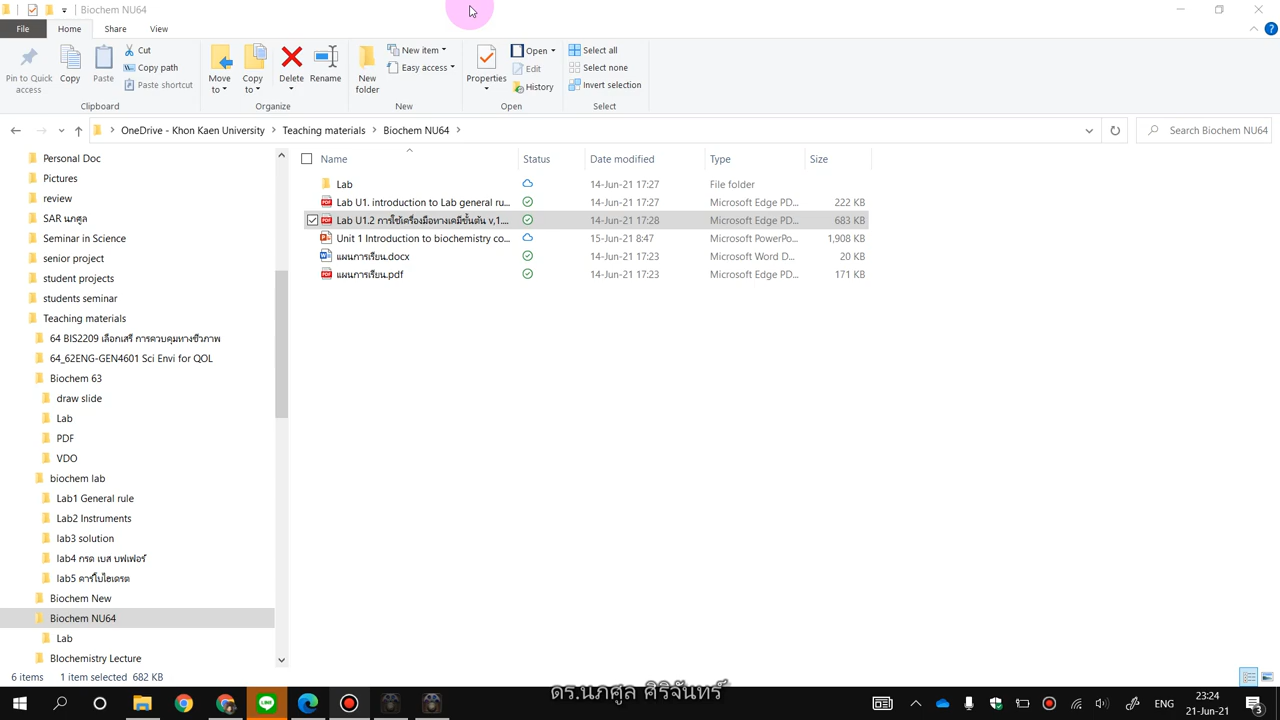 Biochem NU64
File Home Share View
Pin to Quick access
Copy
Paste
Cut
Copy path
Paste shortcut
Clipboard
Move to
Copy to
Delete
Rename
Organize
New folder
New item
Easy access
New
Properties
Open
Edit
History
Open
Select all
Select none
Invert selection
Select
OneDrive - Khon Kaen University > Teaching materials > Biochem NU64 >
Search Biochem NU64
Personal Doc
Pictures
review
SAR นภศูล
Seminar in Science
senior project
student projects
students seminar
Teaching materials
64 BIS2209 เลือกเสรี การควบคุมทางชีวภาพ
64_62ENG-GEN4601 Sci Envi for QOL
Biochem 63
draw slide
Lab
PDF
VDO
biochem lab
Lab1 General rule
Lab2 Instruments
lab3 solution
lab4 กรด เบส บฟเฟอร์
lab5 คาร์โบไฮเดรต
Biochem New
Biochem NU64
Lab
BIochemistry Lecture
Name Status Date modified Type Size
Lab 14-Jun-21 17:27 File folder
Lab U1. introduction to Lab general ru... 14-Jun-21 17:27 Microsoft Edge PD... 222 KB
Lab U1.2 การใช้เครื่องมือทางเคมีขั้นต้น v,1.... 14-Jun-21 17:28 Microsoft Edge PD... 683 KB
Unit 1 Introduction to biochemistry co... 15-Jun-21 8:47 Microsoft PowerPo... 1,908 KB
แผนการเรียน.docx 14-Jun-21 17:23 Microsoft Word D... 20 KB
แผนการเรียน.pdf 14-Jun-21 17:23 Microsoft Edge PD... 171 KB
6 items 1 item selected 682 KB
ดร.นภศูล ศิริจันทร์
ENG
23:24
21-Jun-21
3